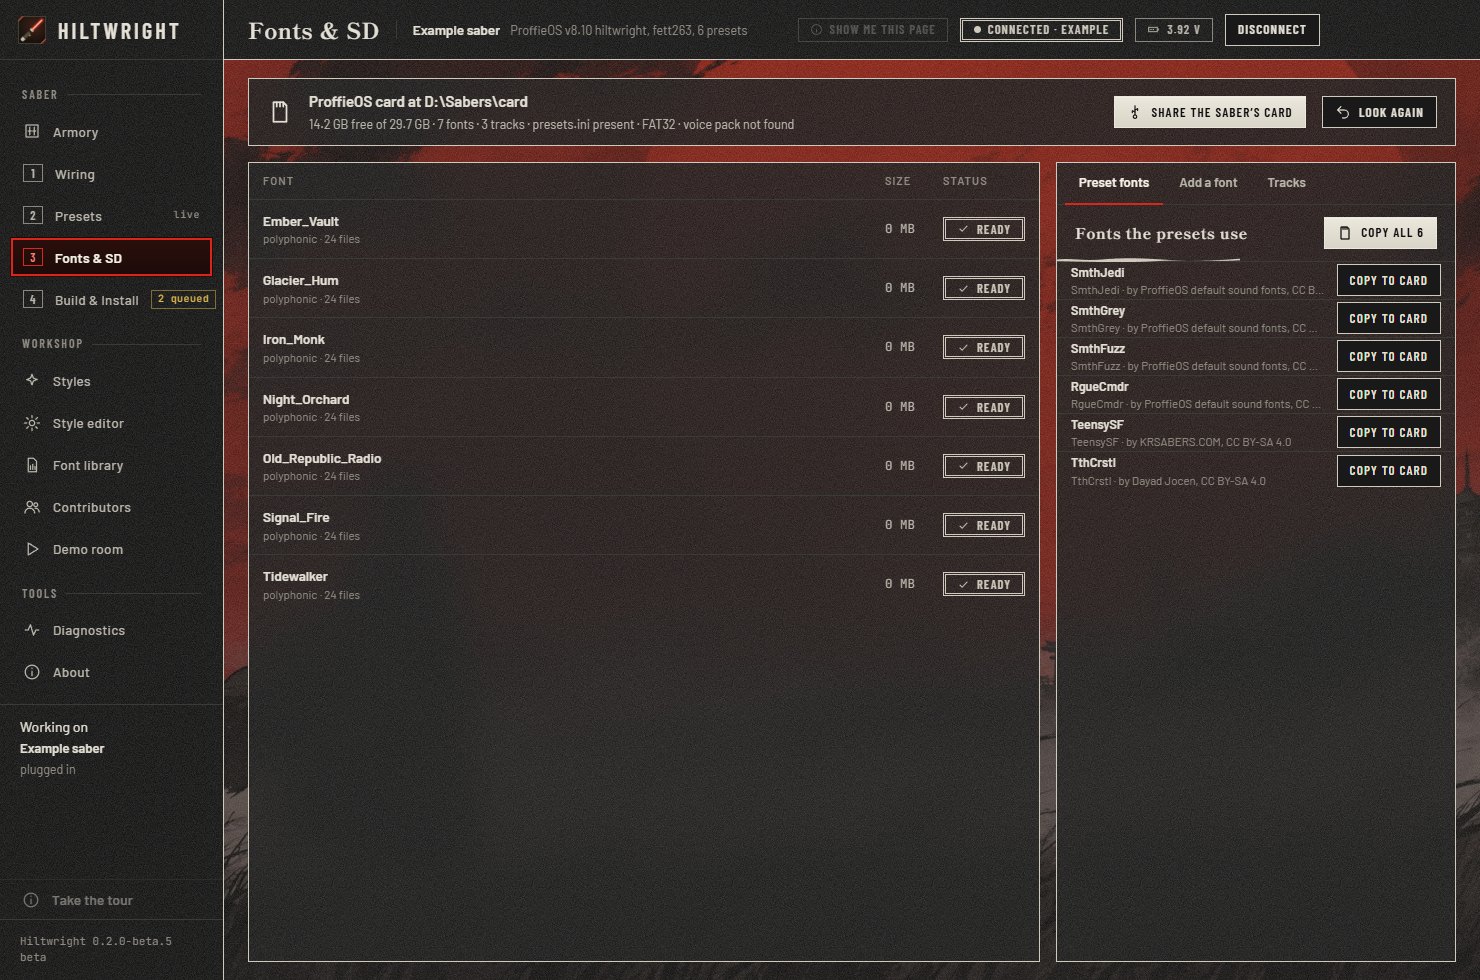 HILTWRIGHT
Fonts & SD
Example saber
ProffieOS v8.10 hiltwright, fett263, 6 presets
SHOW ME THIS PAGE
CONNECTED · EXAMPLE
3.92 V
DISCONNECT
SABER
Armory
1 Wiring
2 Presets live
3 Fonts & SD
4 Build & Install 2 queued
WORKSHOP
Styles
Style editor
Font library
Contributors
Demo room
TOOLS
Diagnostics
About
Working on
Example saber
plugged in
Take the tour
Hiltwright 0.2.0-beta.5
beta
ProffieOS card at D:\Sabers\card
14.2 GB free of 29.7 GB · 7 fonts · 3 tracks · presets.ini present · FAT32 · voice pack not found
SHARE THE SABER'S CARD
LOOK AGAIN
FONT SIZE STATUS
Ember_Vault
polyphonic · 24 files
0 MB READY
Glacier_Hum
polyphonic · 24 files
0 MB READY
Iron_Monk
polyphonic · 24 files
0 MB READY
Night_Orchard
polyphonic · 24 files
0 MB READY
Old_Republic_Radio
polyphonic · 24 files
0 MB READY
Signal_Fire
polyphonic · 24 files
0 MB READY
Tidewalker
polyphonic · 24 files
0 MB READY
Preset fonts Add a font Tracks
Fonts the presets use
COPY ALL 6
SmthJedi
SmthJedi · by ProffieOS default sound fonts, CC B...
COPY TO CARD
SmthGrey
SmthGrey · by ProffieOS default sound fonts, CC ...
COPY TO CARD
SmthFuzz
SmthFuzz · by ProffieOS default sound fonts, CC ...
COPY TO CARD
RgueCmdr
RgueCmdr · by ProffieOS default sound fonts, CC ...
COPY TO CARD
TeensySF
TeensySF · by KRSABERS.COM, CC BY-SA 4.0
COPY TO CARD
TthCrstl
TthCrstl · by Dayad Jocen, CC BY-SA 4.0
COPY TO CARD